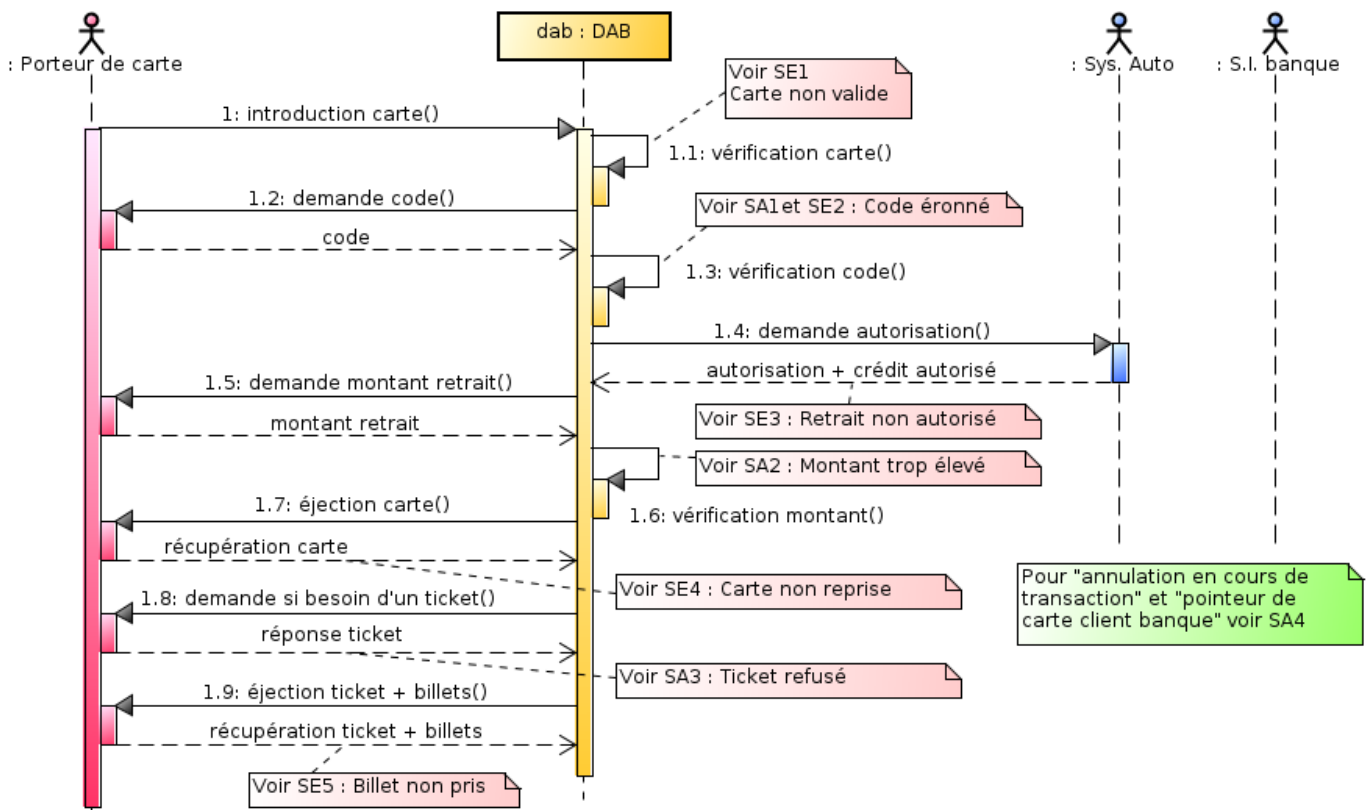 : Porteur de carte
dab : DAB
: Sys. Auto
: S.I. banque
Voir SE1
Carte non valide
1: introduction carte()
1.1: vérification carte()
1.2: demande code()
Voir SA1et SE2 : Code éronné
code
1.3: vérification code()
1.4: demande autorisation()
autorisation + crédit autorisé
1.5: demande montant retrait()
Voir SE3 : Retrait non autorisé
montant retrait
Voir SA2 : Montant trop élevé
1.7: éjection carte()
1.6: vérification montant()
récupération carte
Voir SE4 : Carte non reprise
Pour "annulation en cours de
transaction" et "pointeur de
carte client banque" voir SA4
1.8: demande si besoin d'un ticket()
réponse ticket
Voir SA3 : Ticket refusé
1.9: éjection ticket + billets()
récupération ticket + billets
Voir SE5 : Billet non pris